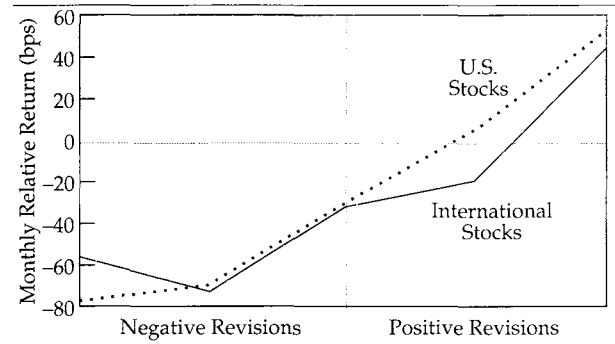 Monthly Relative Return (bps)
60
40
20
0
−20
−40
−60
−80
U.S.
Stocks
International
Stocks
Negative Revisions
Positive Revisions